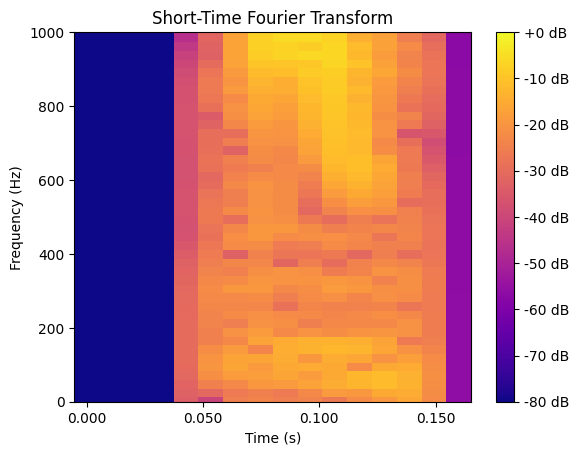 Short-Time Fourier Transform
Frequency (Hz)
1000
800
600
400
200
0
0.000
0.050
0.100
0.150
Time (s)
+0 dB
-10 dB
-20 dB
-30 dB
-40 dB
-50 dB
-60 dB
-70 dB
-80 dB